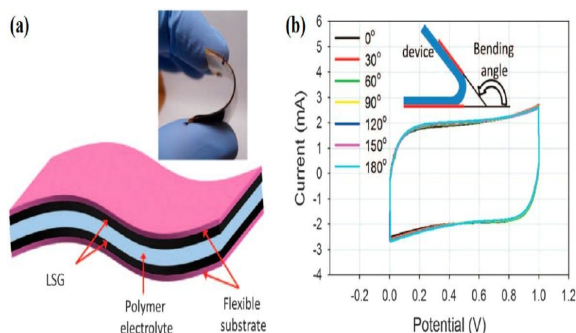 (a)
LSG
Polymer
electrolyte
Flexible
substrate
(b)
Current (mA)
6
5
4
3
2
1
0
-1
-2
-3
-4
0°
30°
60°
90°
120°
150°
180°
device
Bending
angle
-0.2 0.0 0.2 0.4 0.6 0.8 1.0 1.2
Potential (V)